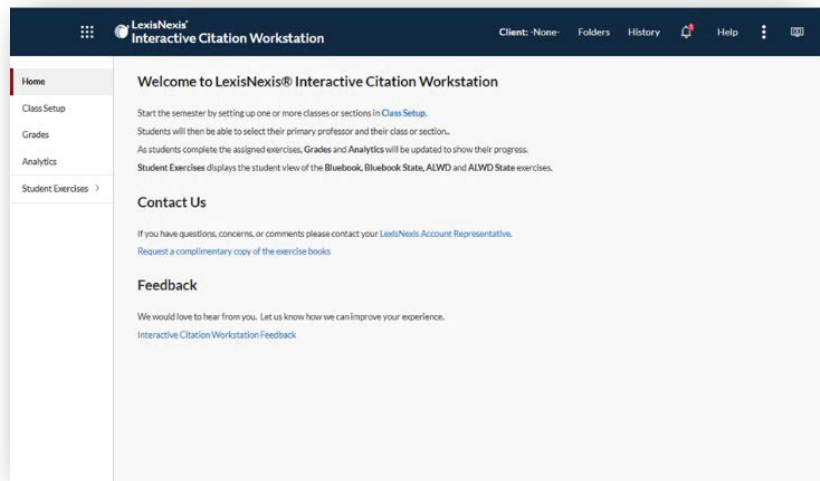 LexisNexis®
Interactive Citation Workstation
Client: -None-
Folders
History
Help
Home
Class Setup
Grades
Analytics
Student Exercises >
Welcome to LexisNexis® Interactive Citation Workstation
Start the semester by setting up one or more classes or sections in Class Setup.
Students will then be able to select their primary professor and their class or section..
As students complete the assigned exercises, Grades and Analytics will be updated to show their progress.
Student Exercises displays the student view of the Bluebook, Bluebook State, ALWD and ALWD State exercises.
Contact Us
If you have questions, concerns, or comments please contact your LexisNexis Account Representative.
Request a complimentary copy of the exercise books
Feedback
We would love to hear from you. Let us know how we can improve your experience.
Interactive Citation Workstation Feedback